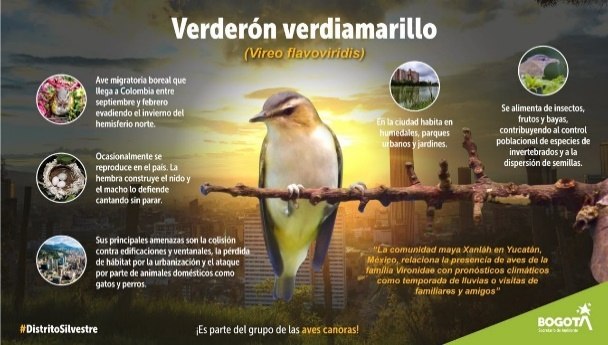 Verderón verdiamarillo
(Vireo flavoviridis)
Ave migratoria boreal que
llega a Colombia entre
septiembre y febrero
evadiendo el invierno del
hemisferio norte.
Ocasionalmente se
reproduce en el país. La
hembra construye el nido y
el macho lo defiende
cantando sin parar.
Sus principales amenazas son la colisión
contra edificaciones y ventanales, la pérdida
de hábitat por la urbanización y el ataque
por parte de animales domésticos como
gatos y perros.
En la ciudad habita en
humedales, parques
urbanos y jardines.
Se alimenta de insectos,
frutos y bayas,
contribuyendo al control
poblacional de especies de
invertebrados y a la
dispersión de semillas.
"La comunidad maya Xanláh en Yucatán,
México, relaciona la presencia de aves de la
familia Vironidae con pronósticos climáticos
como temporada de lluvias o visitas de
familiares y amigos"
#DistritoSilvestre
¡Es parte del grupo de las aves canoras!
BOGOTÁ
Secretaría de Ambiente